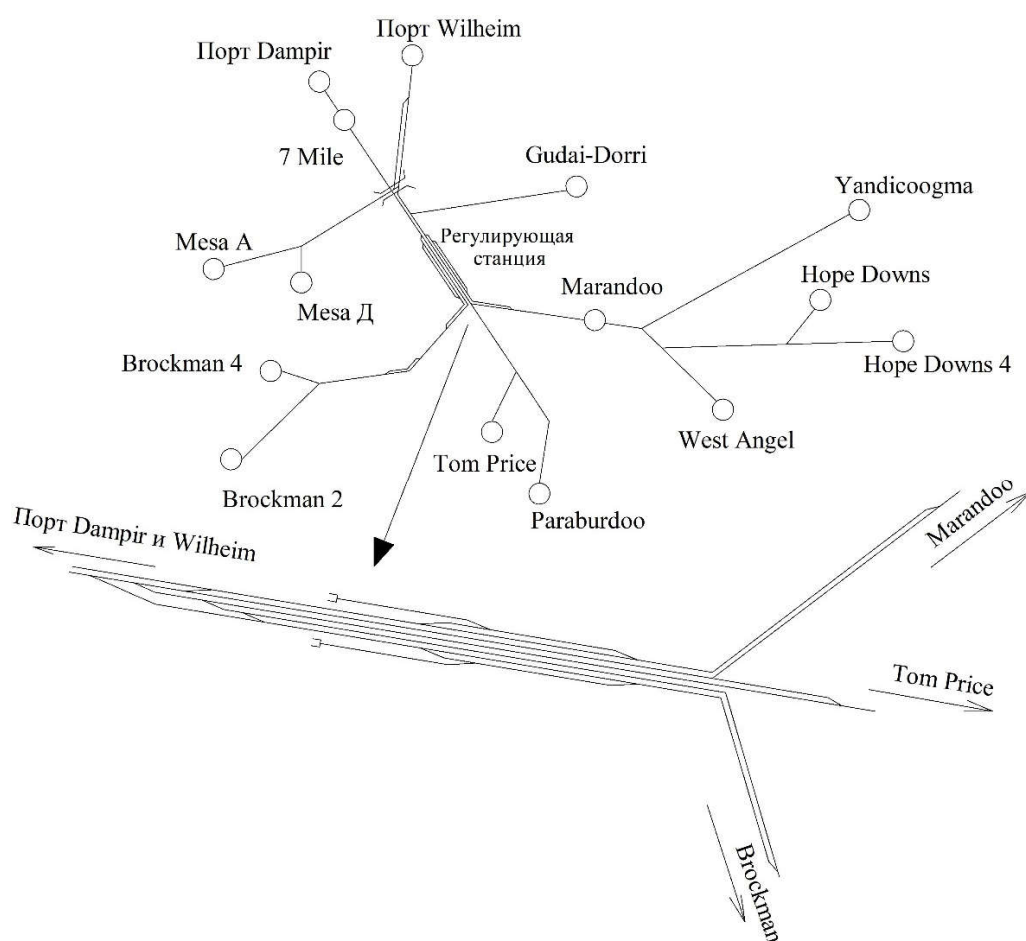 Порт Wilheim
Порт Dampir
7 Mile
Gudai-Dorri
Yandicoogma
Регулирующая
станция
Mesa A
Mesa Д
Marandoo
Hope Downs
Brockman 4
Hope Downs 4
West Angel
Tom Price
Brockman 2
Paraburdoo
Порт Dampir и Wilheim
Marandoo
Tom Price
Brockman